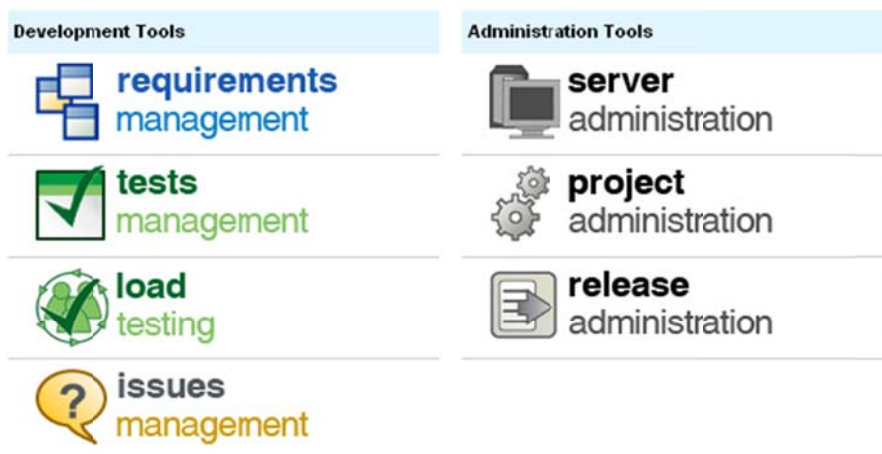 Development Tools
requirements
management
tests
management
load
testing
?
issues
management
Administration Tools
server
administration
project
administration
release
administration